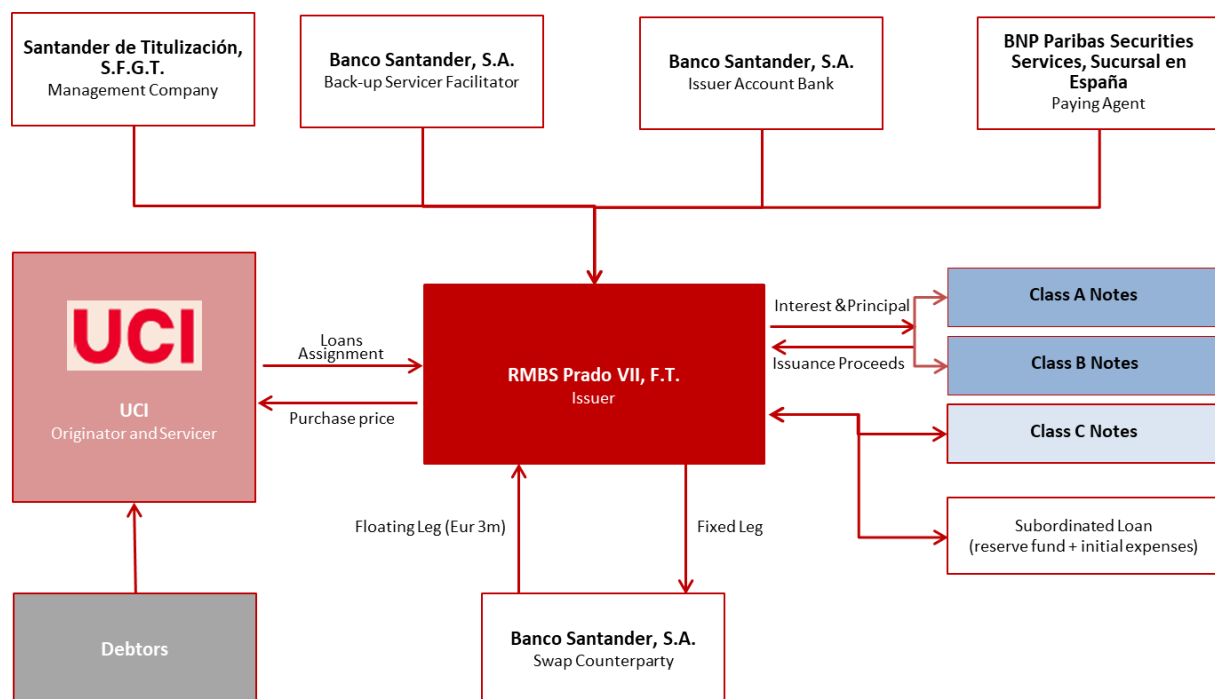 Santander de Titulización,
S.F.G.T.
Management Company
Banco Santander, S.A.
Back-up Servicer Facilitator
Banco Santander, S.A.
Issuer Account Bank
BNP Paribas Securities
Services, Sucursal en
España
Paying Agent
UCI
UCI
Originator and Servicer
Loans
Assignment
Purchase price
RMBS Prado VII, F.T.
Issuer
Interest & Principal
Issuance Proceeds
Class A Notes
Class B Notes
Class C Notes
Subordinated Loan
(reserve fund + initial expenses)
Floating Leg (Eur 3m)
Fixed Leg
Debtors
Banco Santander, S.A.
Swap Counterparty